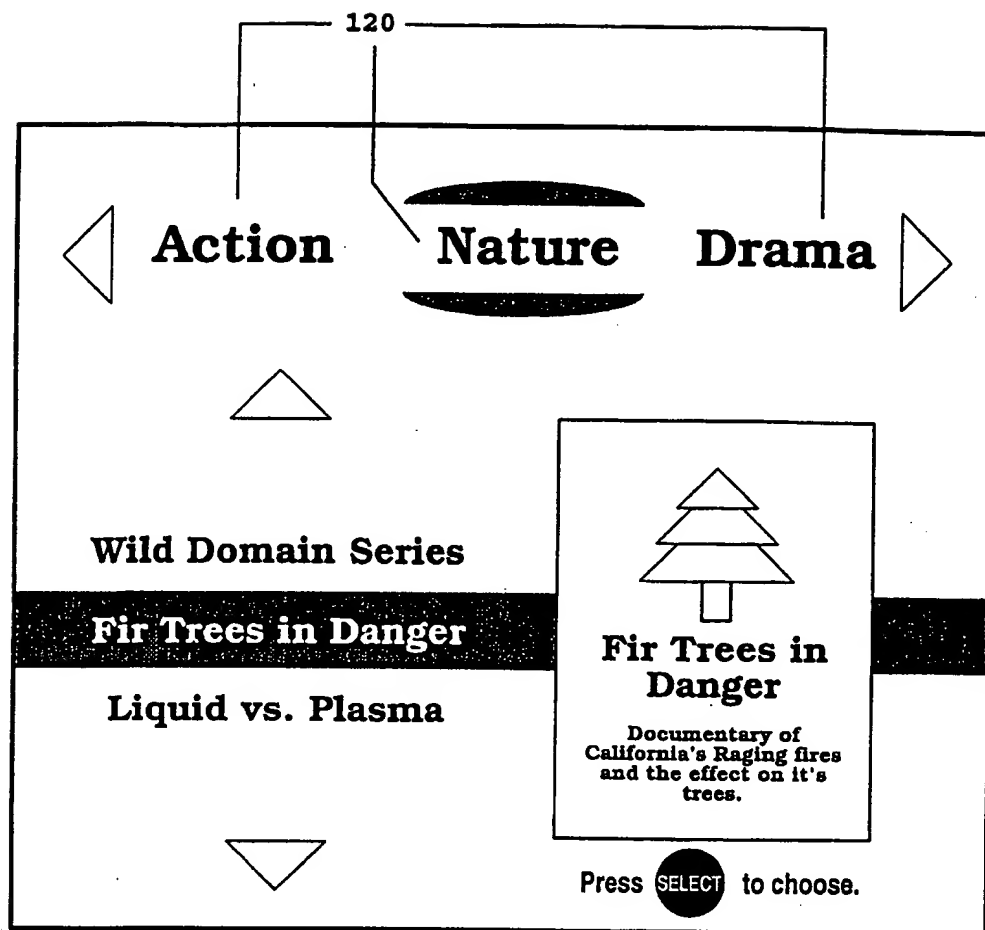 120
Action Nature Drama
Wild Domain Series
Fir Trees in Danger
Liquid vs. Plasma
Fir Trees in
Danger
Documentary of
California's Raging fires
and the effect on it's
trees.
Press SELECT to choose.